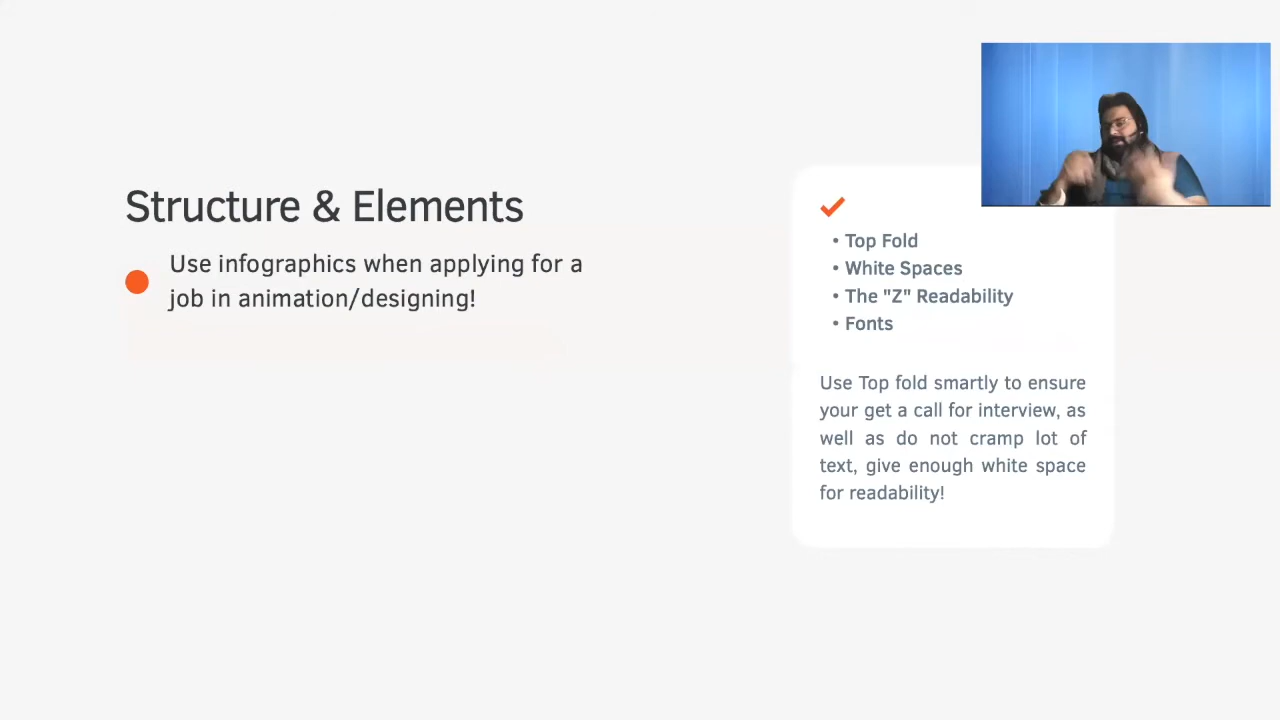 Structure & Elements
Use infographics when applying for a
job in animation/designing!
• Top Fold
• White Spaces
• The "Z" Readability
• Fonts
Use Top fold smartly to ensure
your get a call for interview, as
well as do not cramp lot of
text, give enough white space
for readability!